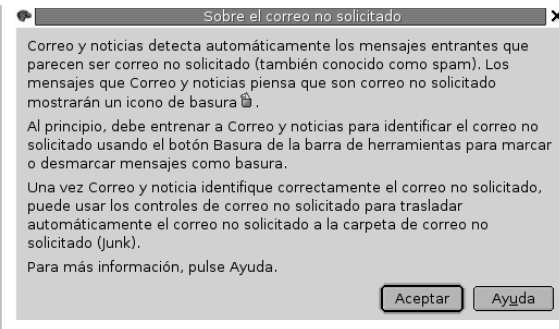 Sobre el correo no solicitado
Correo y noticias detecta automáticamente los mensajes entrantes que
parecen ser correo no solicitado (también conocido como spam). Los
mensajes que Correo y noticias piensa que son correo no solicitado
mostrarán un icono de basura .
Al principio, debe entrenar a Correo y noticias para identificar el correo no
solicitado usando el botón Basura de la barra de herramientas para marcar
o desmarcar mensajes como basura.
Una vez Correo y noticia identifique correctamente el correo no solicitado,
puede usar los controles de correo no solicitado para trasladar
automáticamente el correo no solicitado a la carpeta de correo no
solicitado (Junk).
Para más información, pulse Ayuda.
Aceptar Ayuda